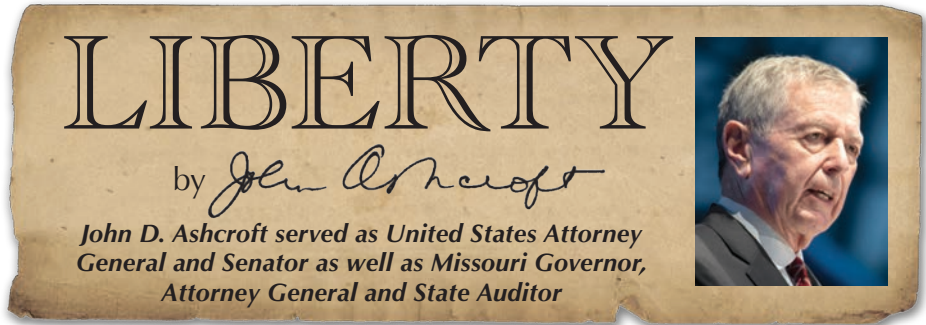 LIBERTY
by John Ashcroft
John D. Ashcroft served as United States Attorney
General and Senator as well as Missouri Governor,
Attorney General and State Auditor